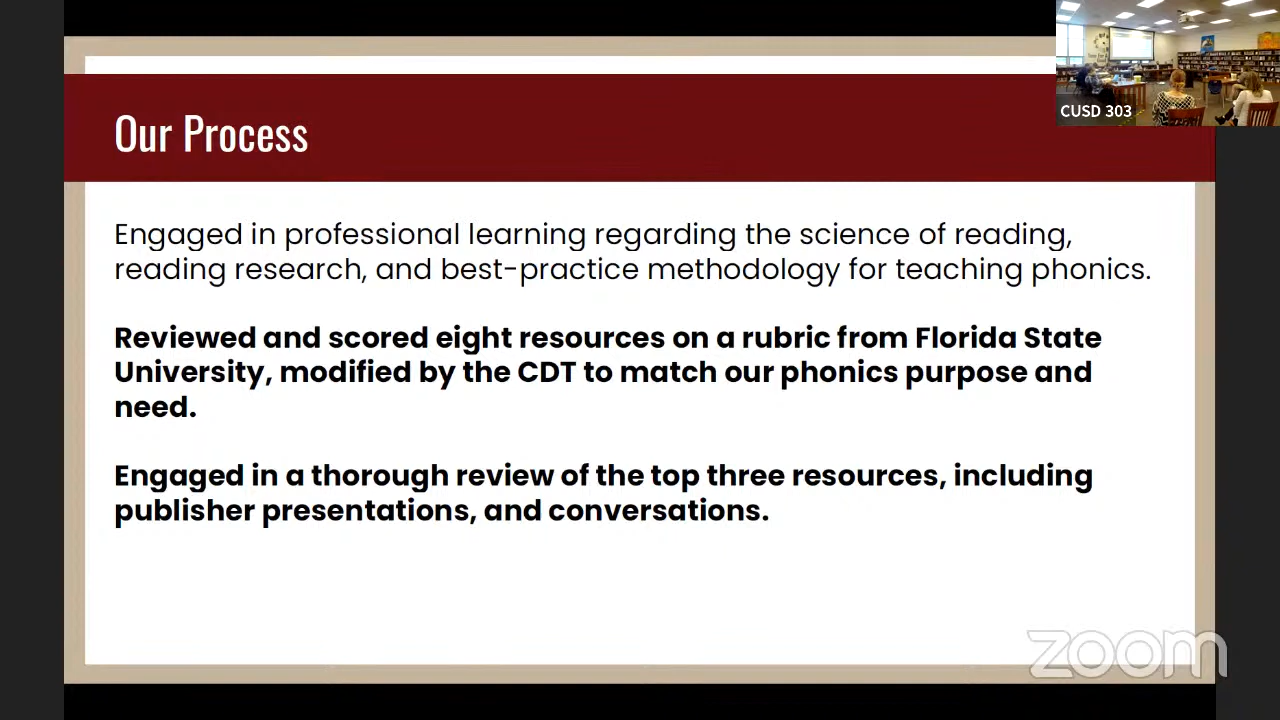 CUSD 303
Our Process
Engaged in professional learning regarding the science of reading,
reading research, and best-practice methodology for teaching phonics.
Reviewed and scored eight resources on a rubric from Florida State
University, modified by the CDT to match our phonics purpose and
need.
Engaged in a thorough review of the top three resources, including
publisher presentations, and conversations.
zoom